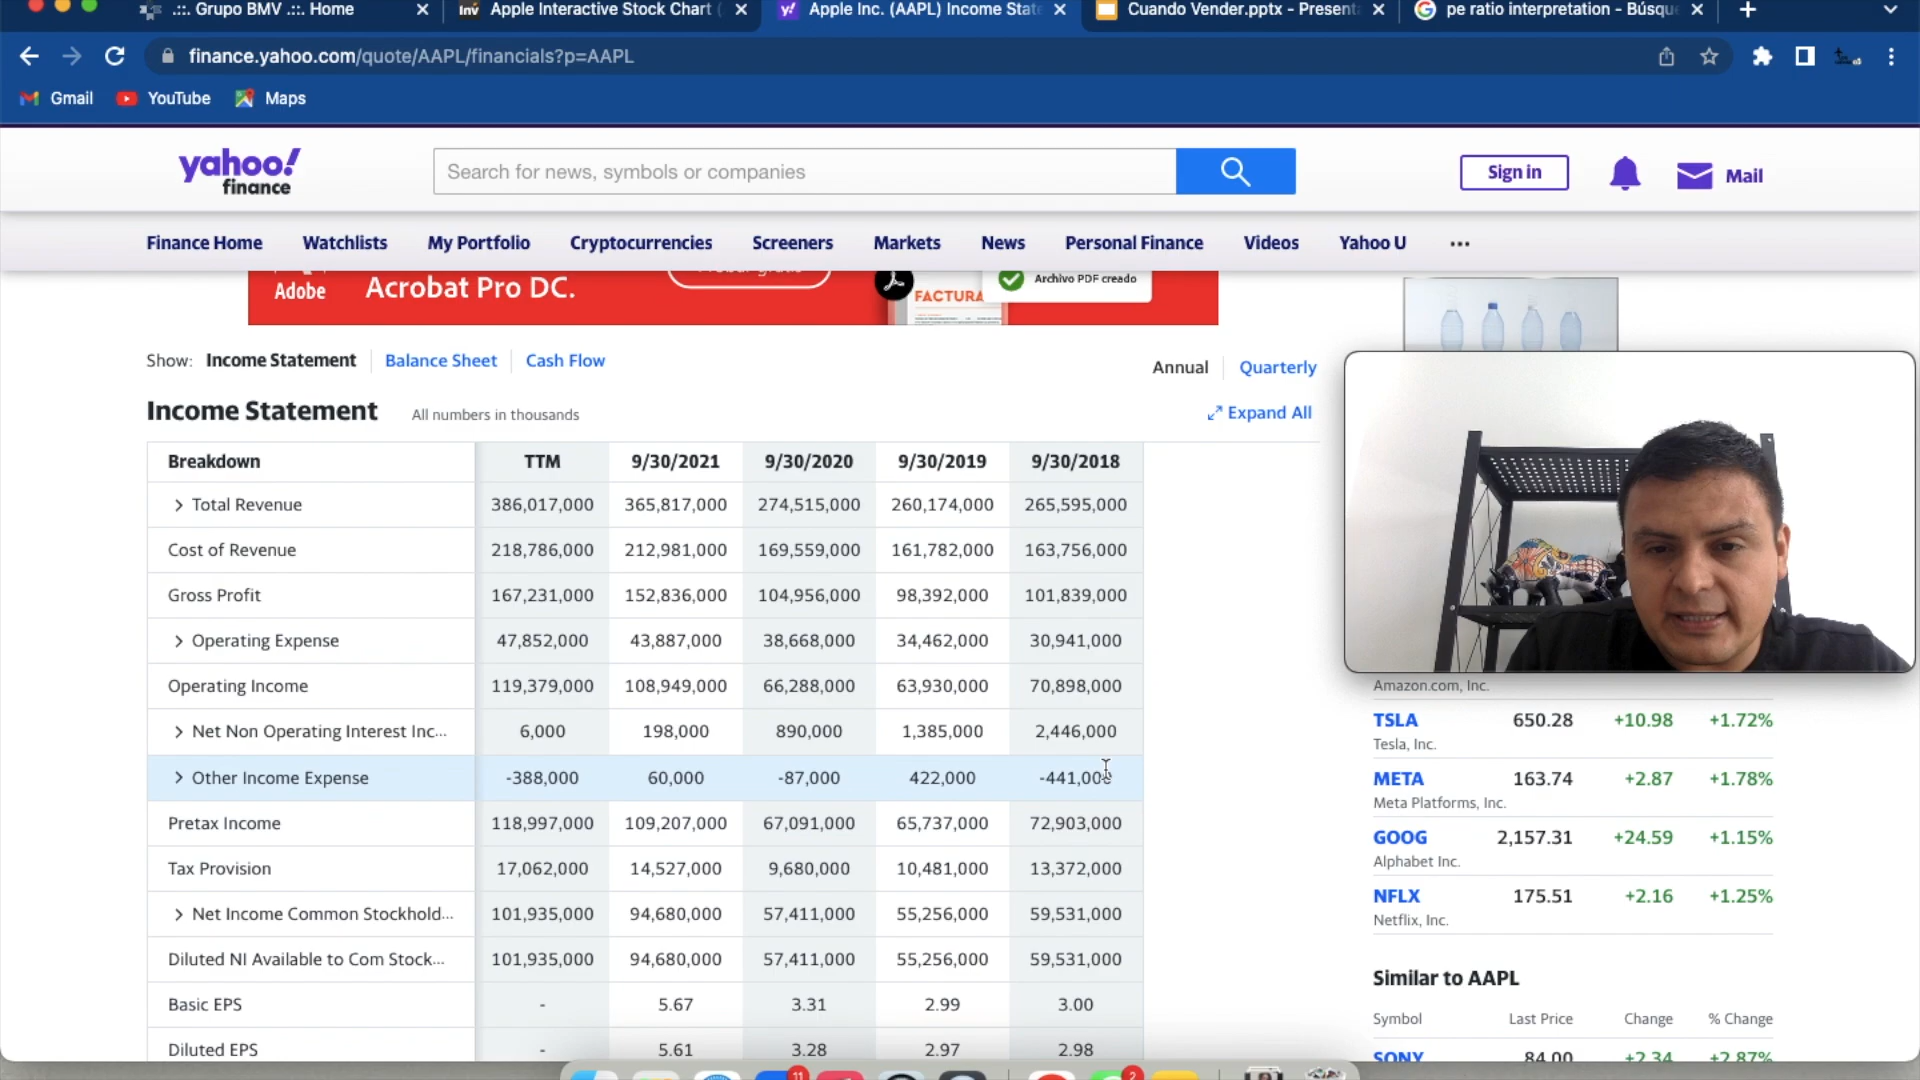 .::. Grupo BMV .::. Home
Apple Interactive Stock Chart (
Apple Inc. (AAPL) Income State
Cuando Vender.pptx - Present
pe ratio interpretation - Búsqu
finance.yahoo.com/quote/AAPL/financials?p=AAPL
Gmail YouTube Maps
yahoo!
finance
Search for news, symbols or companies
Sign in
Mail
Finance Home Watchlists My Portfolio Cryptocurrencies Screeners Markets News Personal Finance Videos Yahoo U ...
Adobe
Acrobat Pro DC.
FACTURA
Archivo PDF creado
Show: Income Statement Balance Sheet Cash Flow
Annual Quarterly
Income Statement All numbers in thousands
Expand All
Breakdown TTM 9/30/2021 9/30/2020 9/30/2019 9/30/2018
Total Revenue 386,017,000 365,817,000 274,515,000 260,174,000 265,595,000
Cost of Revenue 218,786,000 212,981,000 169,559,000 161,782,000 163,756,000
Gross Profit 167,231,000 152,836,000 104,956,000 98,392,000 101,839,000
Operating Expense 47,852,000 43,887,000 38,668,000 34,462,000 30,941,000
Operating Income 119,379,000 108,949,000 66,288,000 63,930,000 70,898,000
Net Non Operating Interest Inc... 6,000 198,000 890,000 1,385,000 2,446,000
Other Income Expense -388,000 60,000 -87,000 422,000 -441,000
Pretax Income 118,997,000 109,207,000 67,091,000 65,737,000 72,903,000
Tax Provision 17,062,000 14,527,000 9,680,000 10,481,000 13,372,000
Net Income Common Stockhold... 101,935,000 94,680,000 57,411,000 55,256,000 59,531,000
Diluted NI Available to Com Stock... 101,935,000 94,680,000 57,411,000 55,256,000 59,531,000
Basic EPS - 5.67 3.31 2.99 3.00
Diluted EPS - 5.61 3.28 2.97 2.98
Amazon.com, Inc.
TSLA 650.28 +10.98 +1.72%
Tesla, Inc.
META 163.74 +2.87 +1.78%
Meta Platforms, Inc.
GOOG 2,157.31 +24.59 +1.15%
Alphabet Inc.
NFLX 175.51 +2.16 +1.25%
Netflix, Inc.
Similar to AAPL
Symbol Last Price Change % Change
SONY 84.00 +2.34 +2.87%
11
2